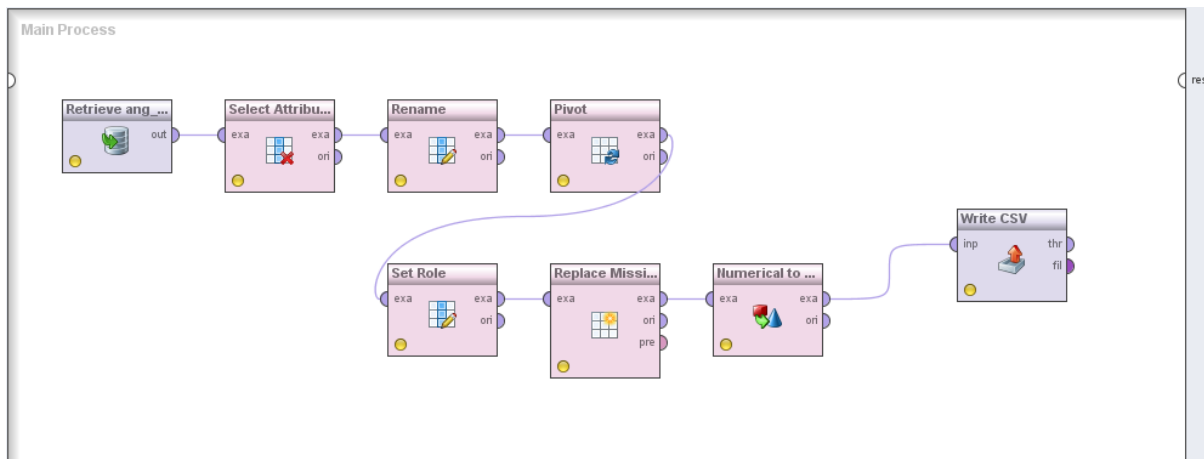 Main Process
res
Retrieve ang_...
out
Select Attribu...
exa exa
ori
Rename
exa exa
ori
Pivot
exa exa
ori
Write CSV
inp thr
fil
Set Role
exa exa
ori
Replace Missi...
exa exa
ori
pre
Numerical to ...
exa exa
ori